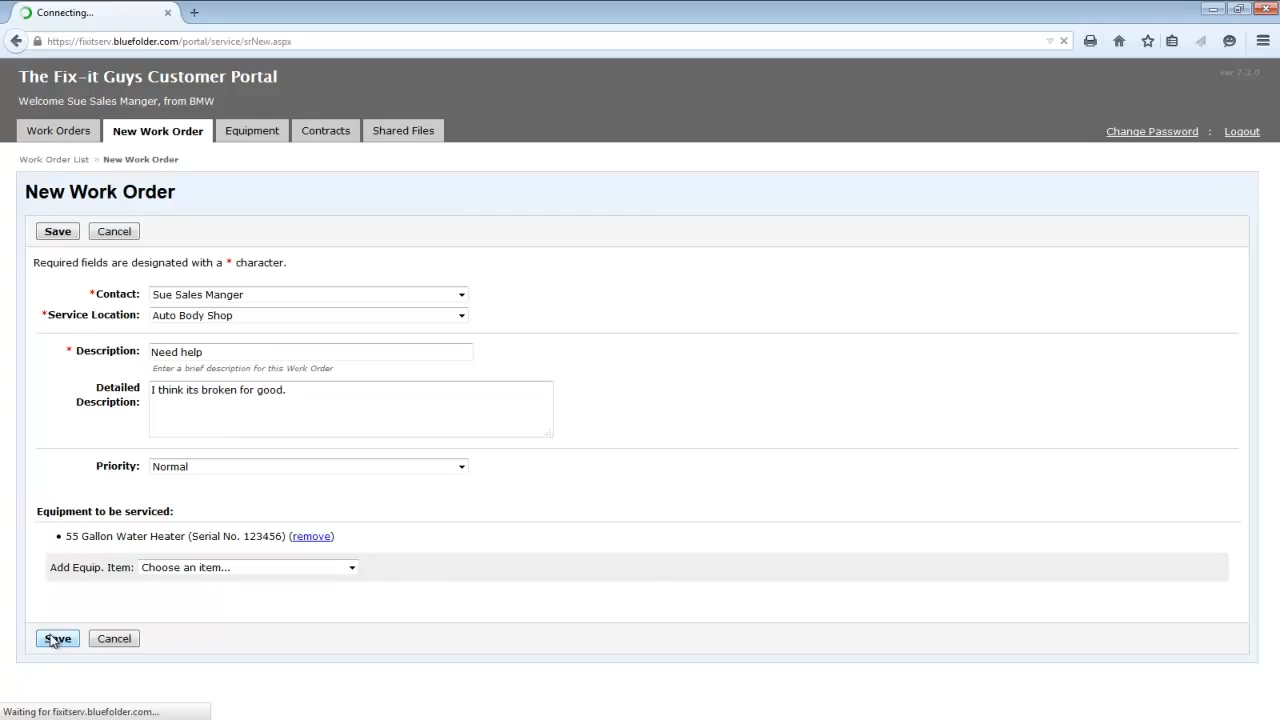 Connecting...
https://fixitserv.bluefolder.com/portal/service/srNew.aspx
The Fix-it Guys Customer Portal
ver 7.3.0
Welcome Sue Sales Manger, from BMW
Work Orders New Work Order Equipment Contracts Shared Files
Change Password : Logout
Work Order List » New Work Order
New Work Order
Save Cancel
Required fields are designated with a * character.
*Contact: Sue Sales Manger
*Service Location: Auto Body Shop
* Description: Need help
Enter a brief description for this Work Order
Detailed Description: I think its broken for good.
Priority: Normal
Equipment to be serviced:
• 55 Gallon Water Heater (Serial No. 123456) (remove)
Add Equip. Item: Choose an item...
Save Cancel
Waiting for fixitserv.bluefolder.com...